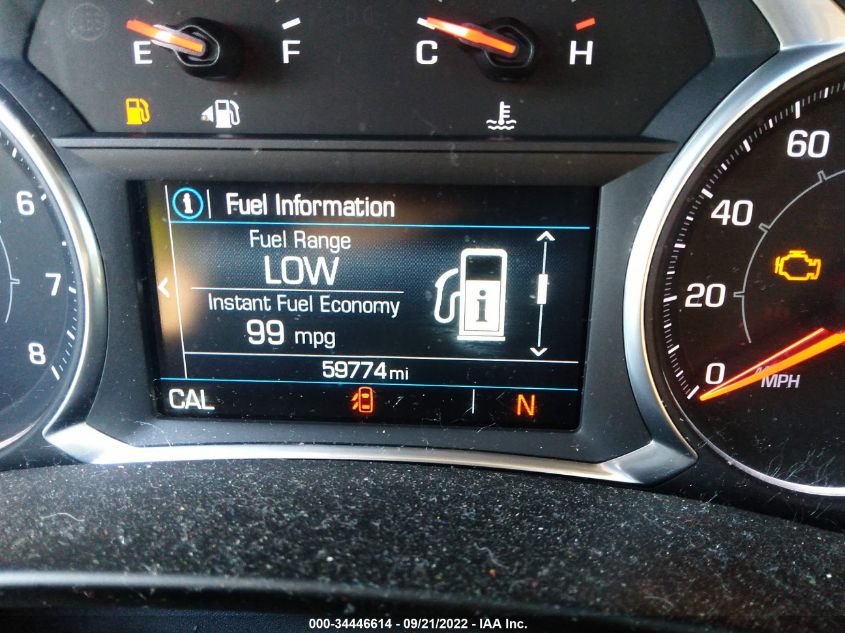 E F C H
Fuel Information
Fuel Range
LOW
Instant Fuel Economy
99 mpg
59774 mi
CAL N
6
7
8
60
40
20
0
MPH
000-34446614 - 09/21/2022 - IAA Inc.